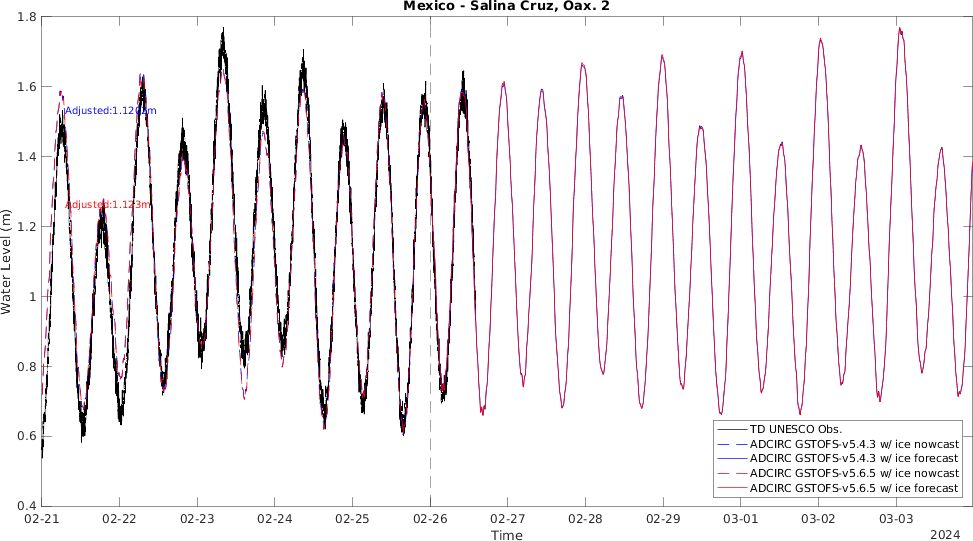 Mexico - Salina Cruz, Oax. 2
1.8
1.6
1.4
1.2
1
0.8
0.6
0.4
Water Level (m)
Adjusted:1.123m
02-21
02-22
02-23
02-24
02-25
02-26
02-27
02-28
02-29
03-01
03-02
03-03
Time
2024
TD UNESCO Obs.
ADCIRC GSTOFS-v5.4.3 w/ ice nowcast
ADCIRC GSTOFS-v5.4.3 w/ ice forecast
ADCIRC GSTOFS-v5.6.5 w/ ice nowcast
ADCIRC GSTOFS-v5.6.5 w/ ice forecast